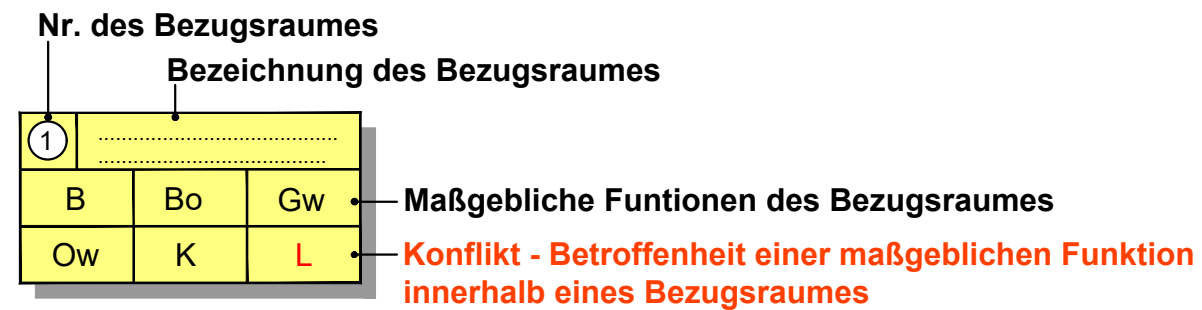 Nr. des Bezugsraumes
Bezeichnung des Bezugsraumes
1
B Bo Gw
Maßgebliche Funtionen des Bezugsraumes
Ow K L
Konflikt - Betroffenheit einer maßgeblichen Funktion
innerhalb eines Bezugsraumes